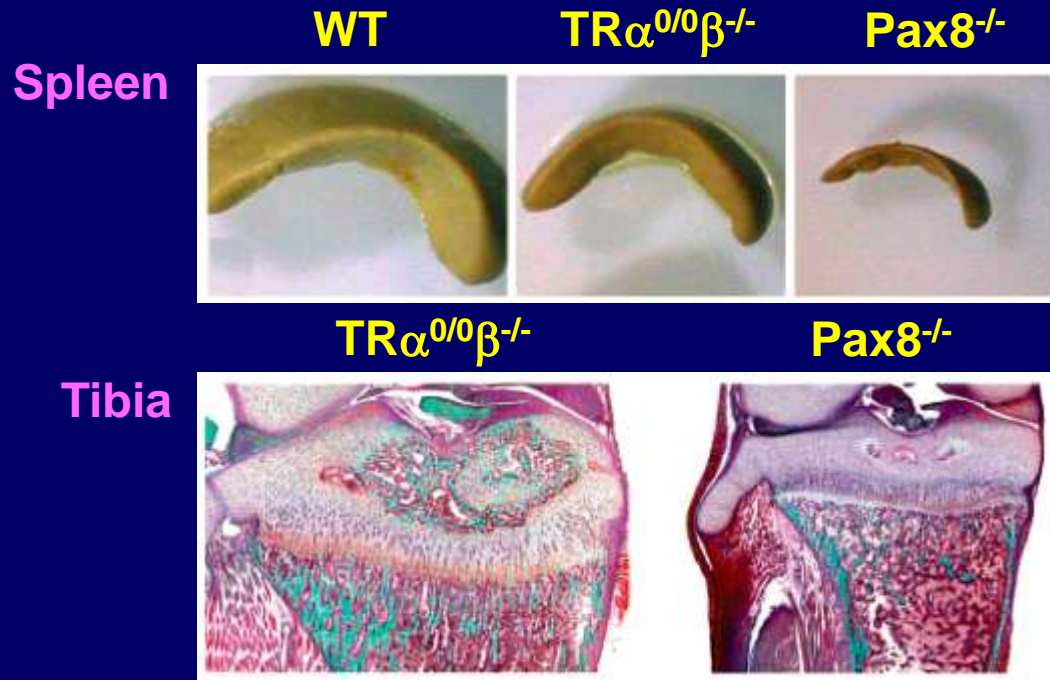 WT TRα⁰/⁰β⁻/⁻ Pax8⁻/⁻
Spleen
TRα⁰/⁰β⁻/⁻ Pax8⁻/⁻
Tibia